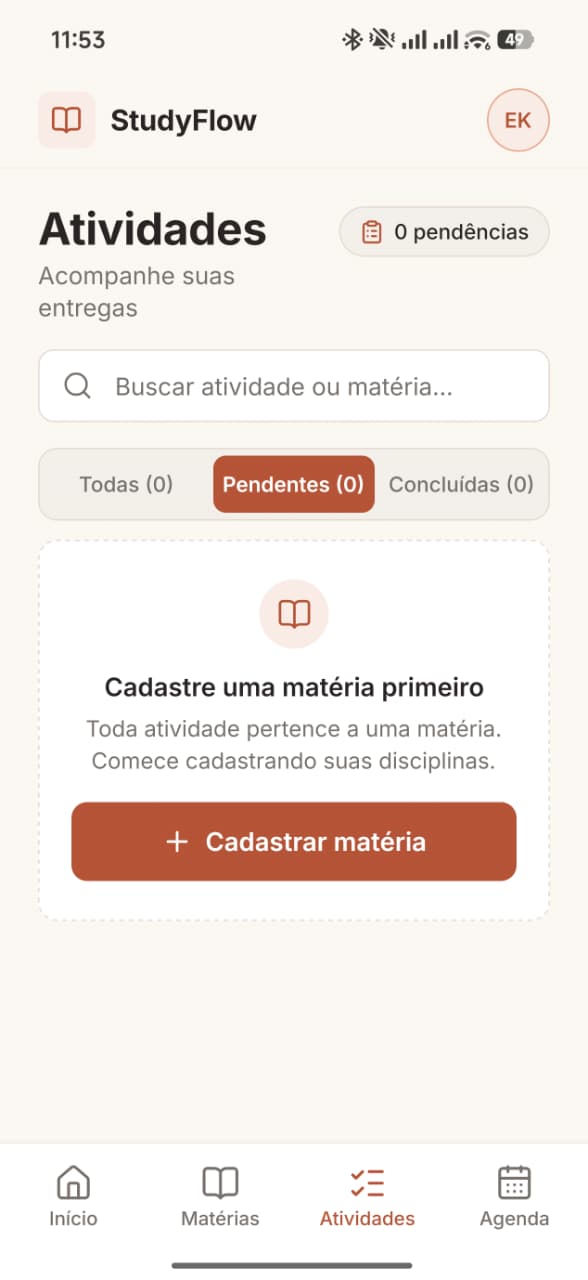 11:53
49
StudyFlow
EK
Atividades
0 pendências
Acompanhe suas
entregas
Buscar atividade ou matéria...
Todas (0)
Pendentes (0)
Concluídas (0)
Cadastre uma matéria primeiro
Toda atividade pertence a uma matéria.
Comece cadastrando suas disciplinas.
+ Cadastrar matéria
Início
Matérias
Atividades
Agenda